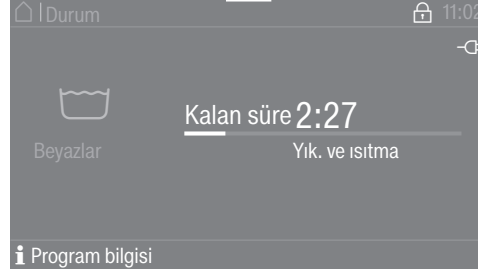 Durum 11:02
Kalan süre 2:27
Beyazlar
Yık. ve ısıtma
Program bilgisi